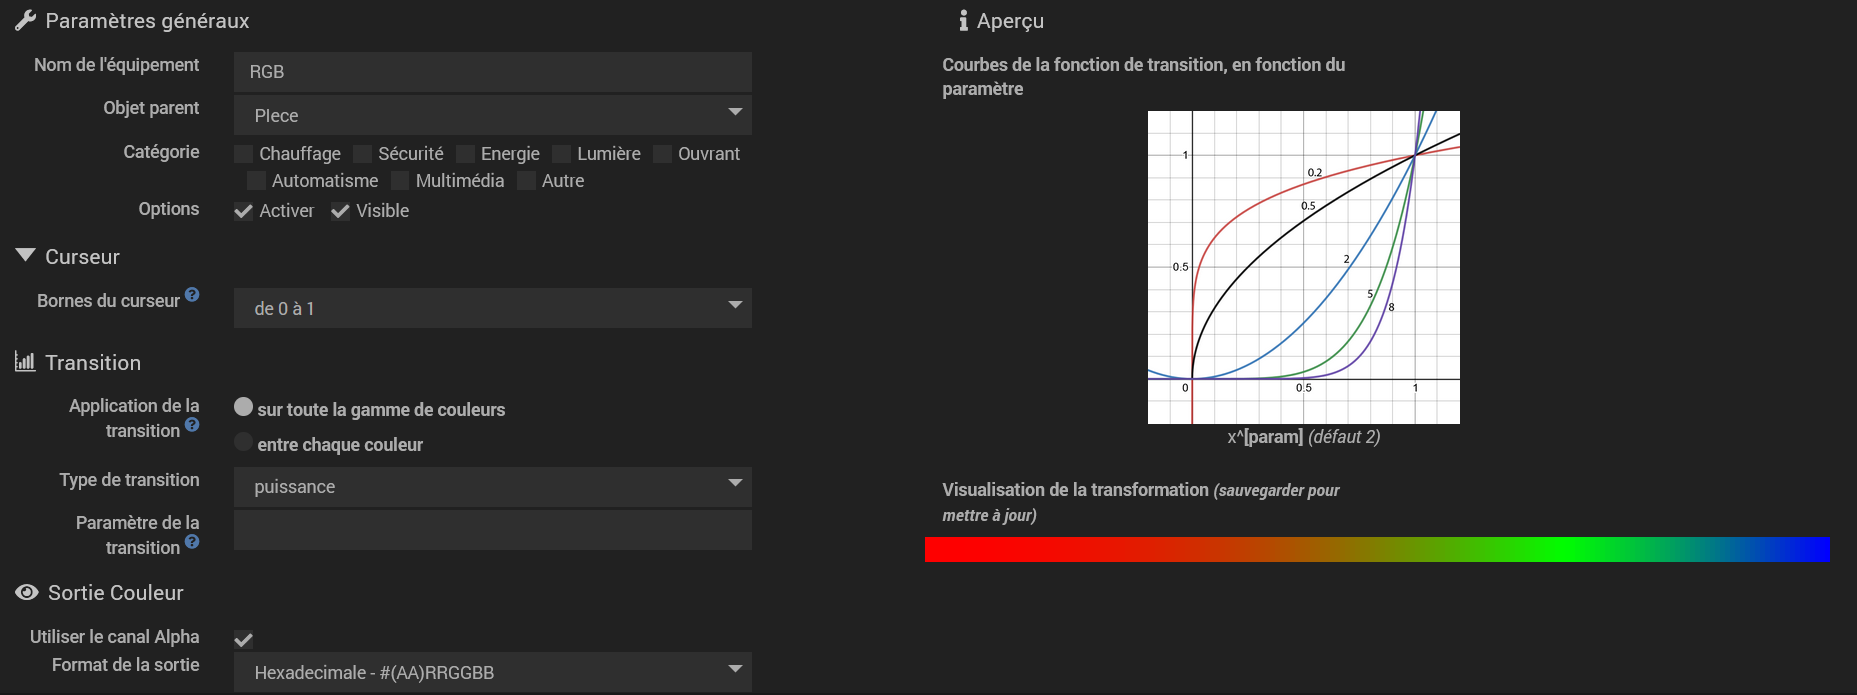 Paramètres généraux
Nom de l'équipement
RGB
Objet parent
PIece
Catégorie
Chauffage Sécurité Energie Lumière Ouvrant
Automatisme Multimédia Autre
Options
Activer Visible
Curseur
Bornes du curseur ?
de 0 à 1
Transition
Application de la
transition ?
sur toute la gamme de couleurs
entre chaque couleur
Type de transition
puissance
Paramètre de la
transition ?
Sortie Couleur
Utiliser le canal Alpha
Format de la sortie
Hexadecimale - #(AA)RRGGBB
Aperçu
Courbes de la fonction de transition, en fonction du
paramètre
1
0.2
0.5
2
0.5
5
8
0 0.5 1
x^[param] (défaut 2)
Visualisation de la transformation (sauvegarder pour
mettre à jour)